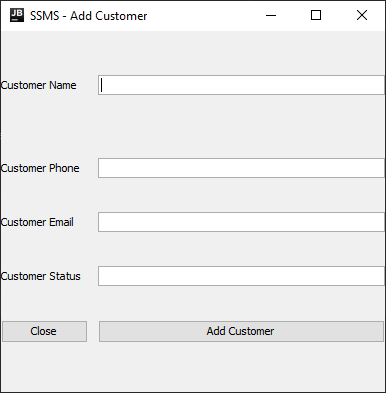 JB SSMS - Add Customer
Customer Name
Customer Phone
Customer Email
Customer Status
Close Add Customer